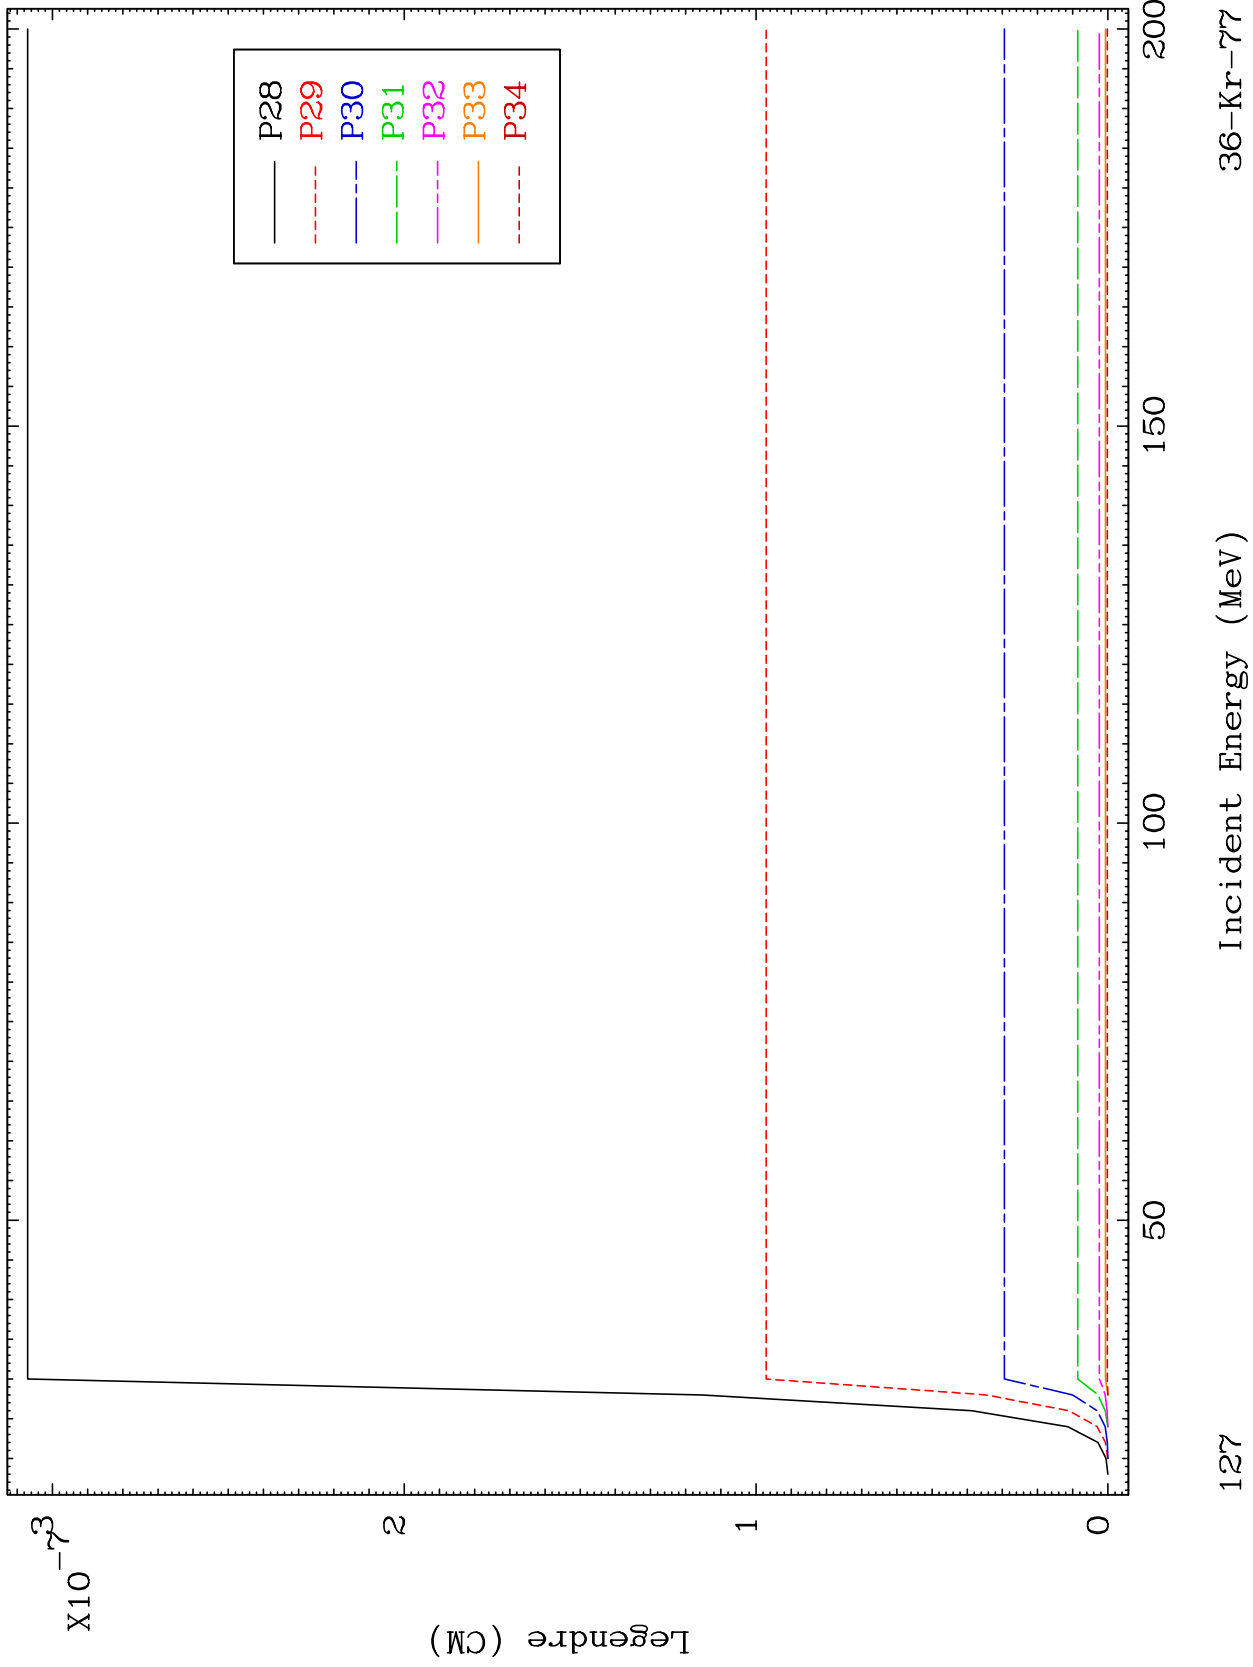 X10 -7
3
2
1
0
Legendre (CM)
P28
P29
P30
P31
P32
P33
P34
50
100
150
200
Incident Energy (MeV)
127
36-Kr-77